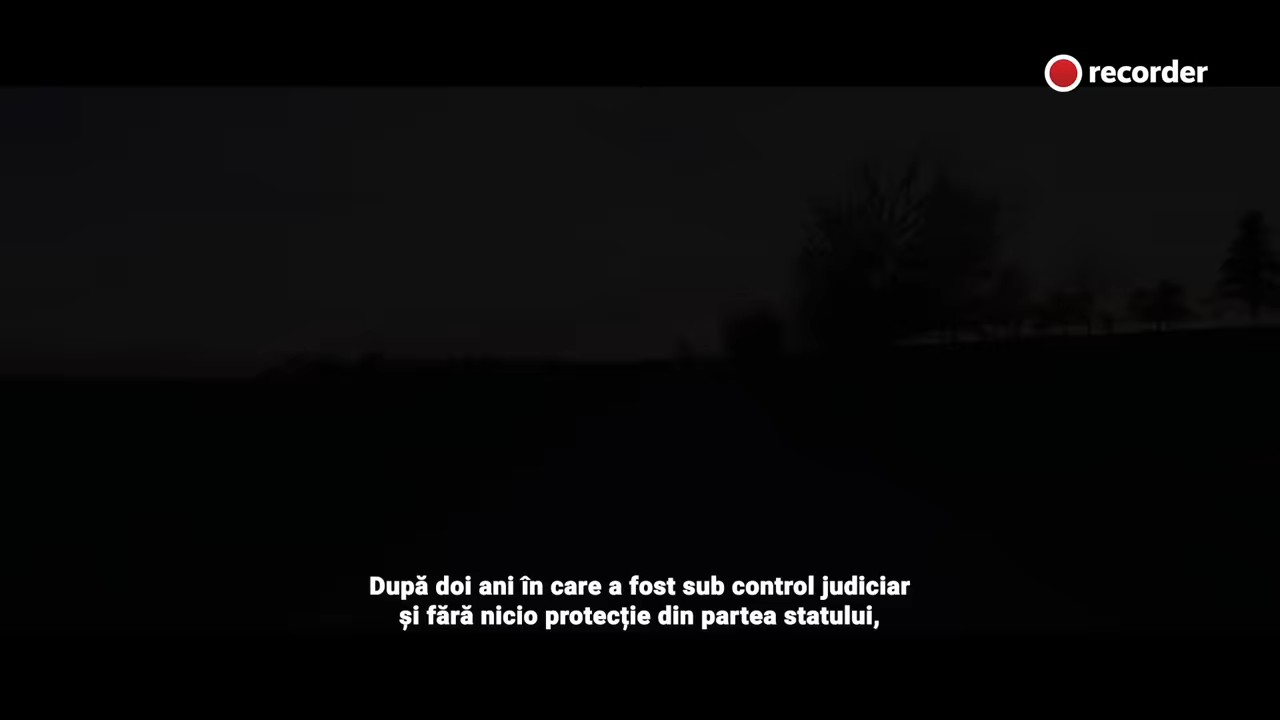 recorder
După doi ani în care a fost sub control judiciar
și fără nicio protecție din partea statului,